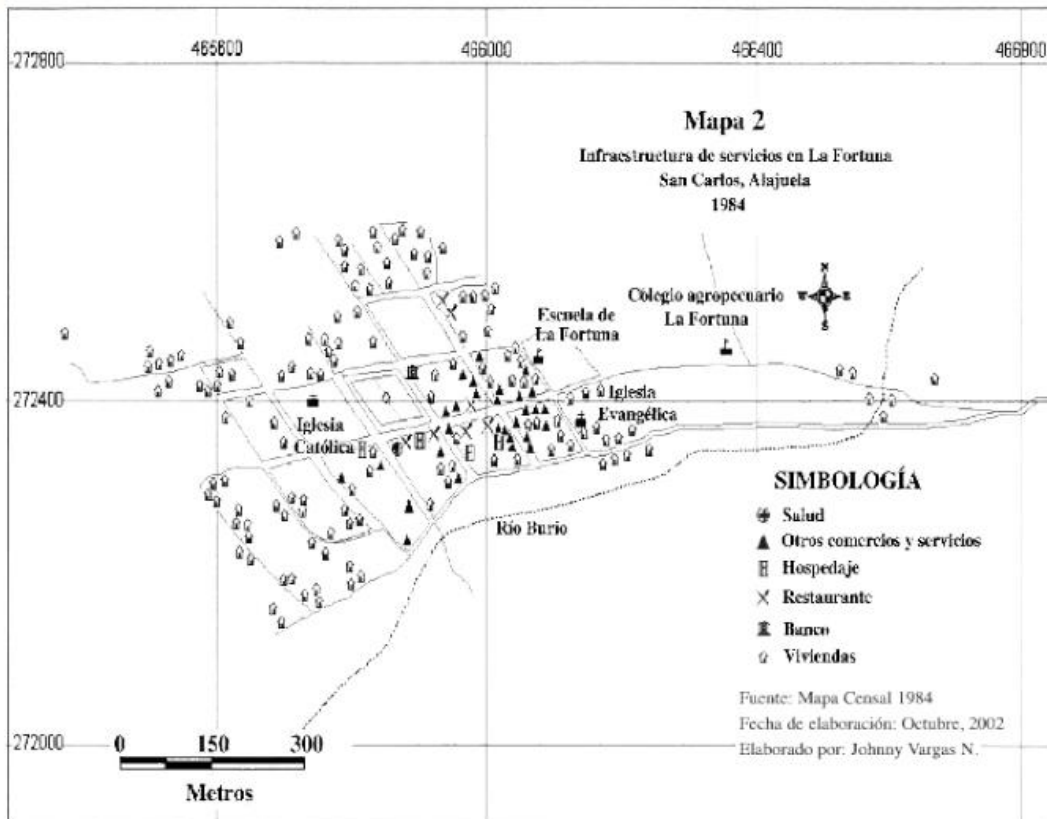 465600
466000
466400
466800
272800
Mapa 2
Infraestructura de servicios en La Fortuna
San Carlos, Alajuela
1984
N
W
E
S
Escuela de
La Fortuna
Colegio agropecuario
La Fortuna
272400
Iglesia
Evangélica
Iglesia
Católica
SIMBOLOGÍA
Río Burío
Salud
Otros comercios y servicios
Hospedaje
Restaurante
Banco
Viviendas
Fuente: Mapa Censal 1984
Fecha de elaboración: Octubre, 2002
Elaborado por: Johnny Vargas N.
272000
0 150 300
Metros